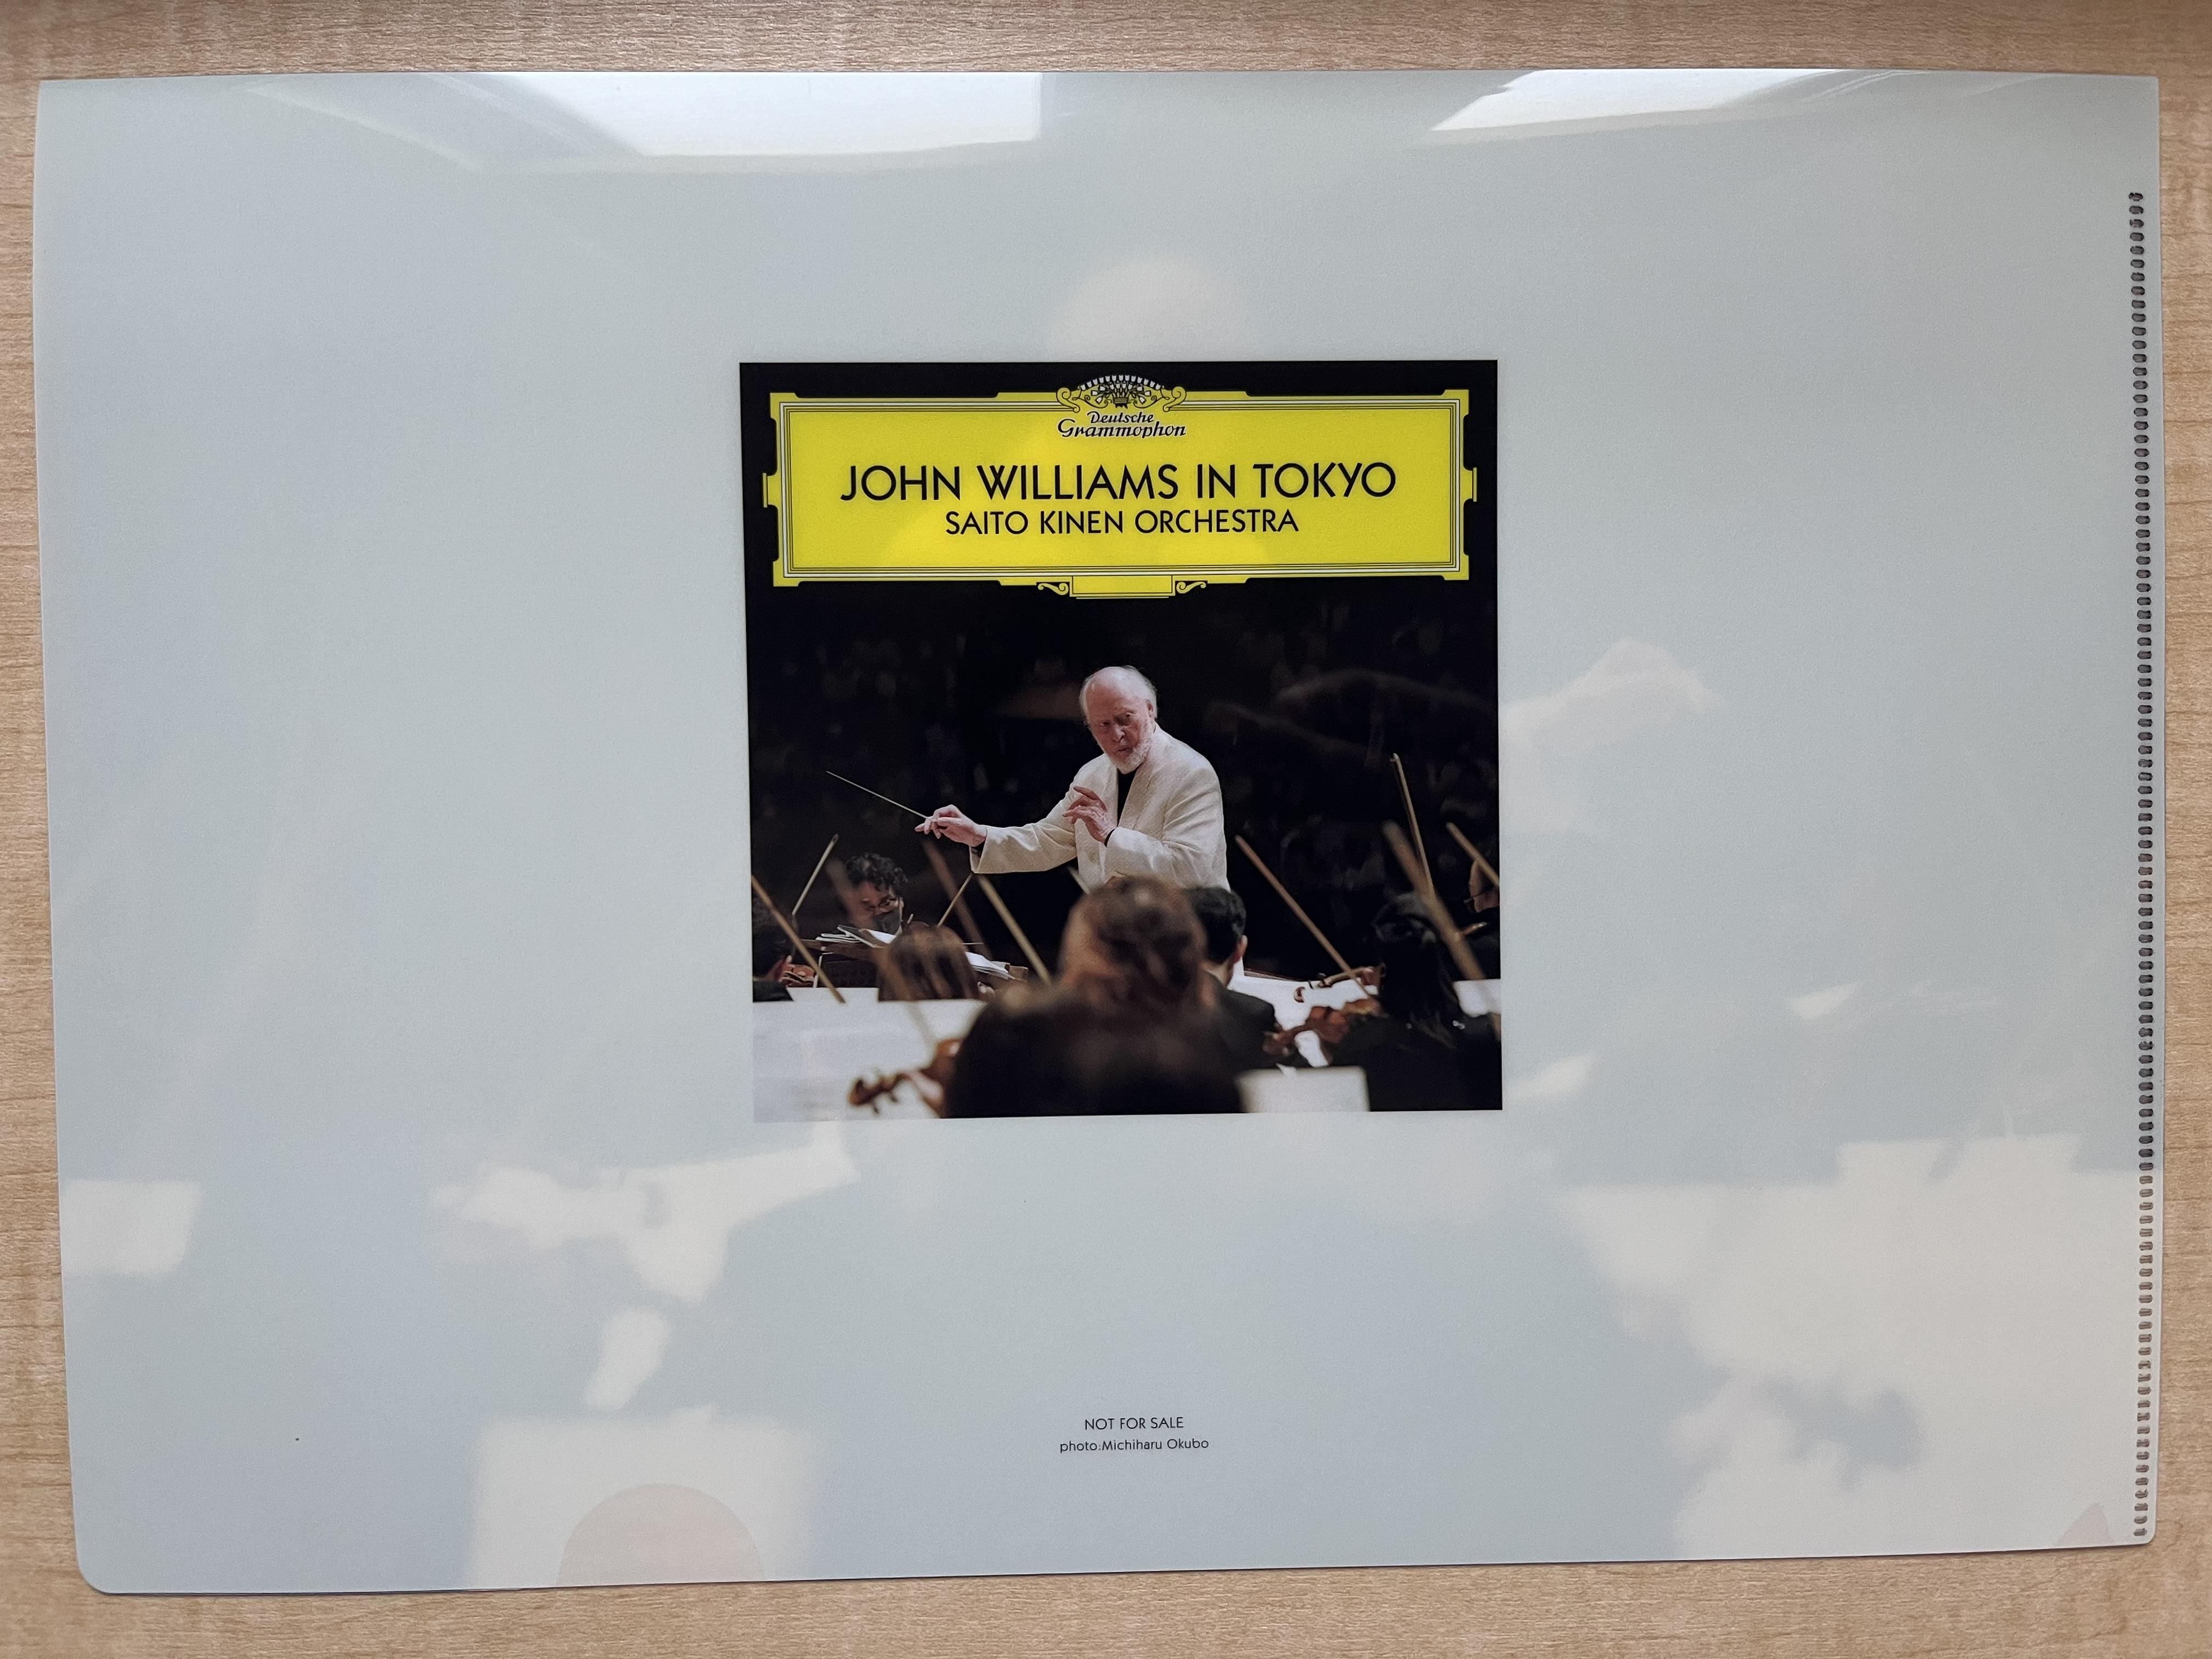 Deutsche
Grammophon
JOHN WILLIAMS IN TOKYO
SAITO KINEN ORCHESTRA
NOT FOR SALE
photo:Michiharu Okubo